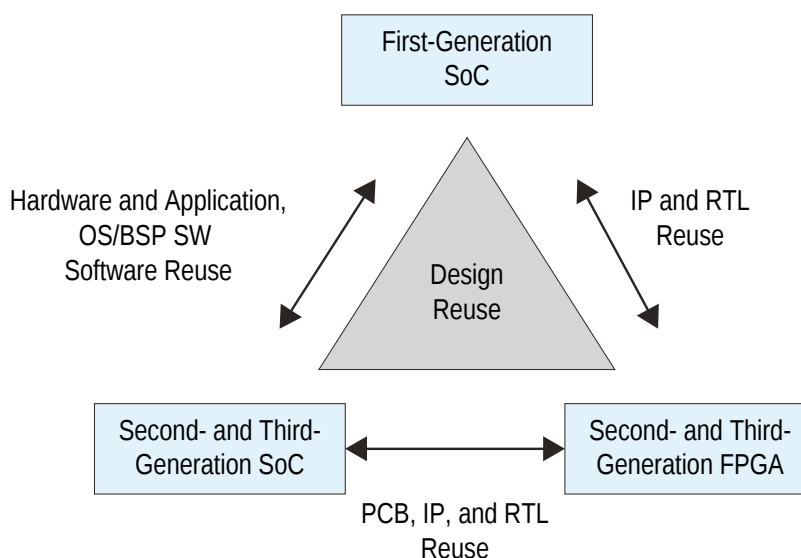 First-Generation
SoC
Hardware and Application,
OS/BSP SW
Software Reuse
IP and RTL
Reuse
Design
Reuse
Second- and Third-
Generation SoC
Second- and Third-
Generation FPGA
PCB, IP, and RTL
Reuse